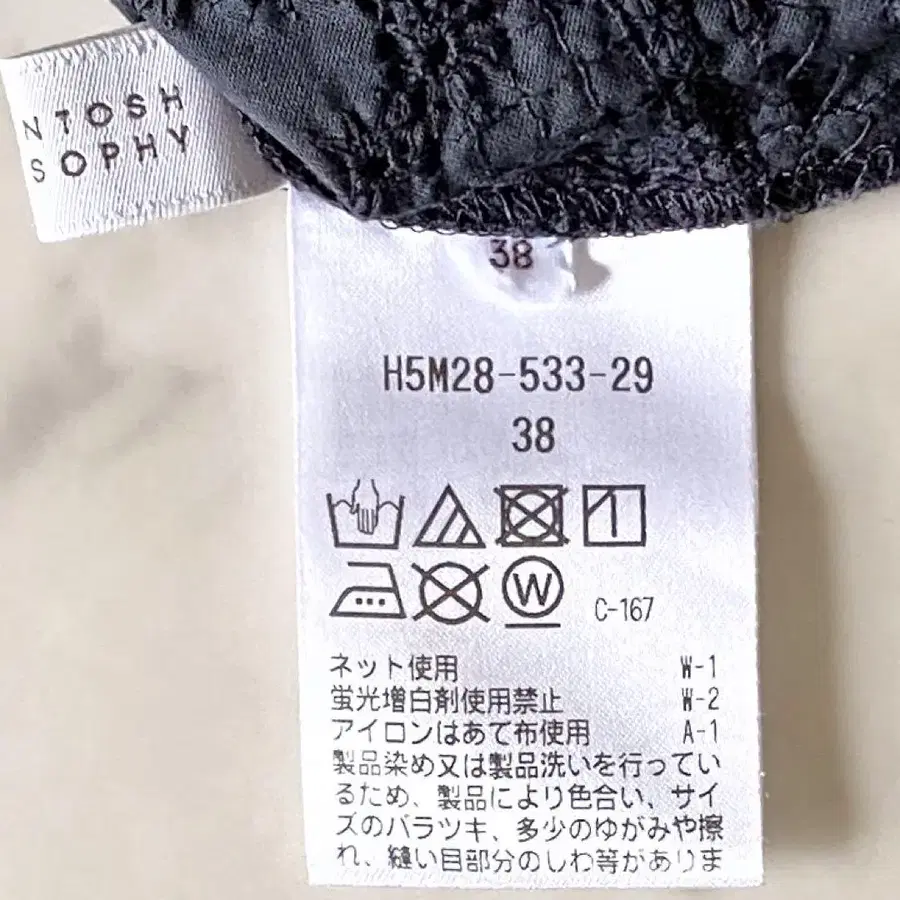 NTOSH
SOPHY
38
H5M28-533-29
38
W
C-167
ネット使用 W-1
蛍光増白剤使用禁止 W-2
アイロンはあて布使用 A-1
製品染め又は製品洗いを行ってい
るため、製品により色合い、サイ
ズのバラツキ、多少のゆがみや擦
れ、縫い目部分のしわ等がありま